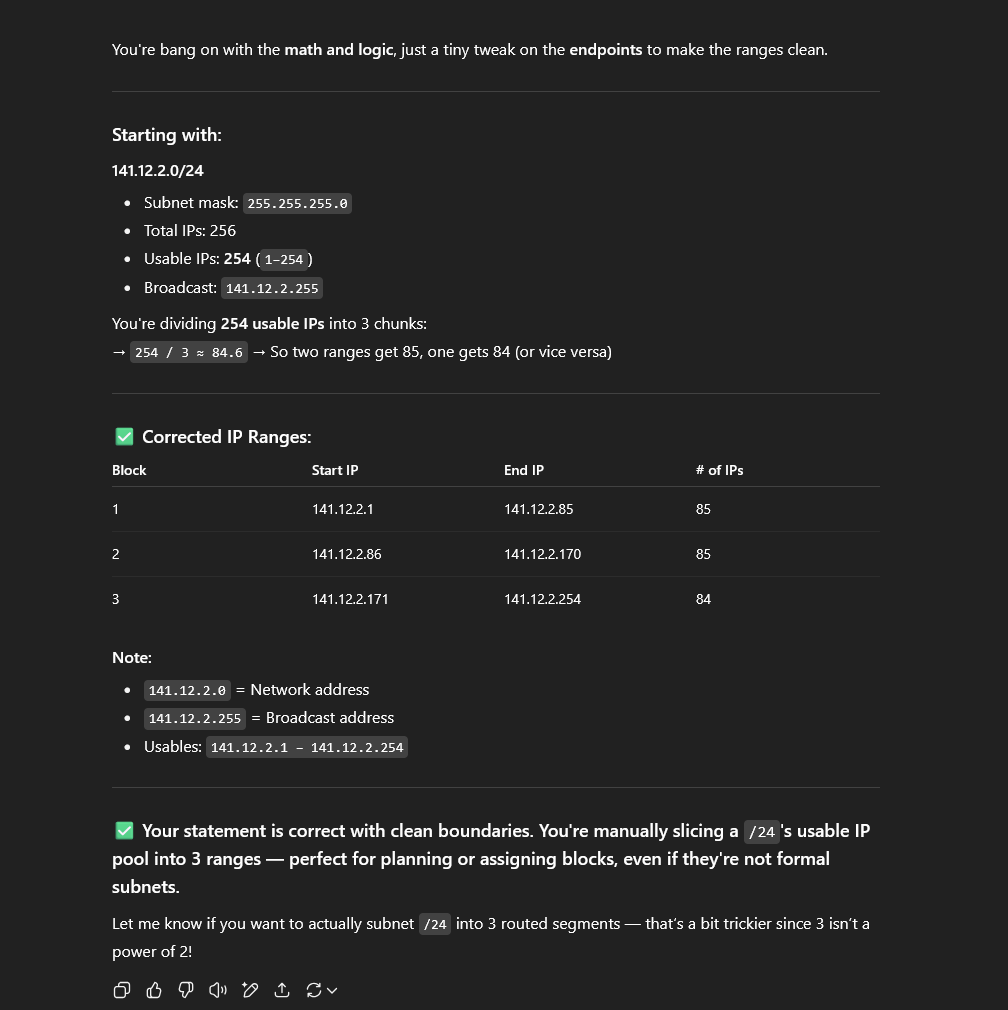 You're bang on with the math and logic, just a tiny tweak on the endpoints to make the ranges clean.
Starting with:
141.12.2.0/24
Subnet mask: 255.255.255.0
Total IPs: 256
Usable IPs: 254 (1–254)
Broadcast: 141.12.2.255
You're dividing 254 usable IPs into 3 chunks:
→ 254 / 3 ≈ 84.6 → So two ranges get 85, one gets 84 (or vice versa)
✅ Corrected IP Ranges:
Block Start IP End IP # of IPs
1 141.12.2.1 141.12.2.85 85
2 141.12.2.86 141.12.2.170 85
3 141.12.2.171 141.12.2.254 84
Note:
141.12.2.0 = Network address
141.12.2.255 = Broadcast address
Usables: 141.12.2.1 – 141.12.2.254
✅ Your statement is correct with clean boundaries. You're manually slicing a /24's usable IP
pool into 3 ranges — perfect for planning or assigning blocks, even if they're not formal
subnets.
Let me know if you want to actually subnet /24 into 3 routed segments — that's a bit trickier since 3 isn't a
power of 2!